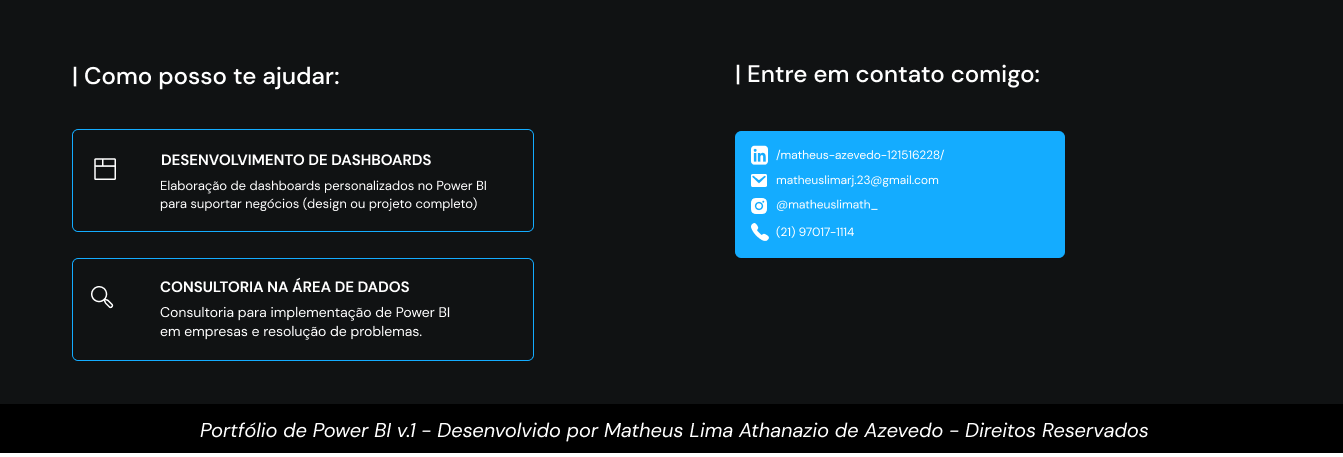 | Como posso te ajudar:
DESENVOLVIMENTO DE DASHBOARDS
Elaboração de dashboards personalizados no Power BI
para suportar negócios (design ou projeto completo)
CONSULTORIA NA ÁREA DE DADOS
Consultoria para implementação de Power BI
em empresas e resolução de problemas.
| Entre em contato comigo:
in
/matheus-azevedo-121516228/
matheuslimarj.23@gmail.com
@matheuslimath_
(21) 97017-1114
Portfólio de Power BI v.1 - Desenvolvido por Matheus Lima Athanazio de Azevedo - Direitos Reservados